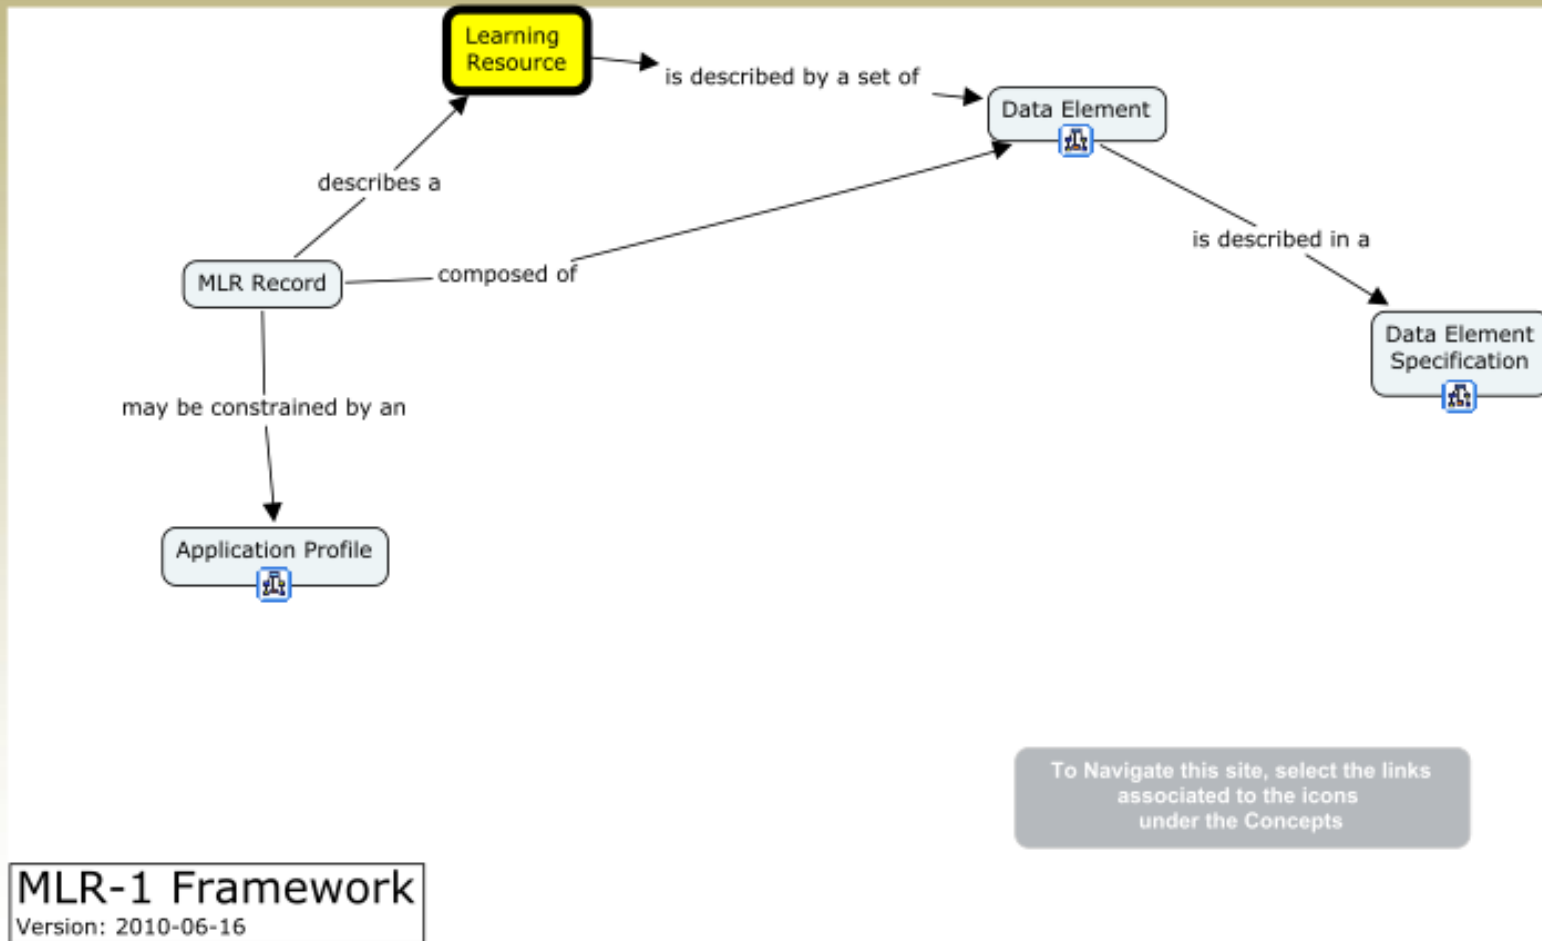 Learning
Resource
is described by a set of
Data Element
describes a
is described in a
MLR Record
composed of
Data Element
Specification
may be constrained by an
Application Profile
To Navigate this site, select the links
associated to the icons
under the Concepts
MLR-1 Framework
Version: 2010-06-16